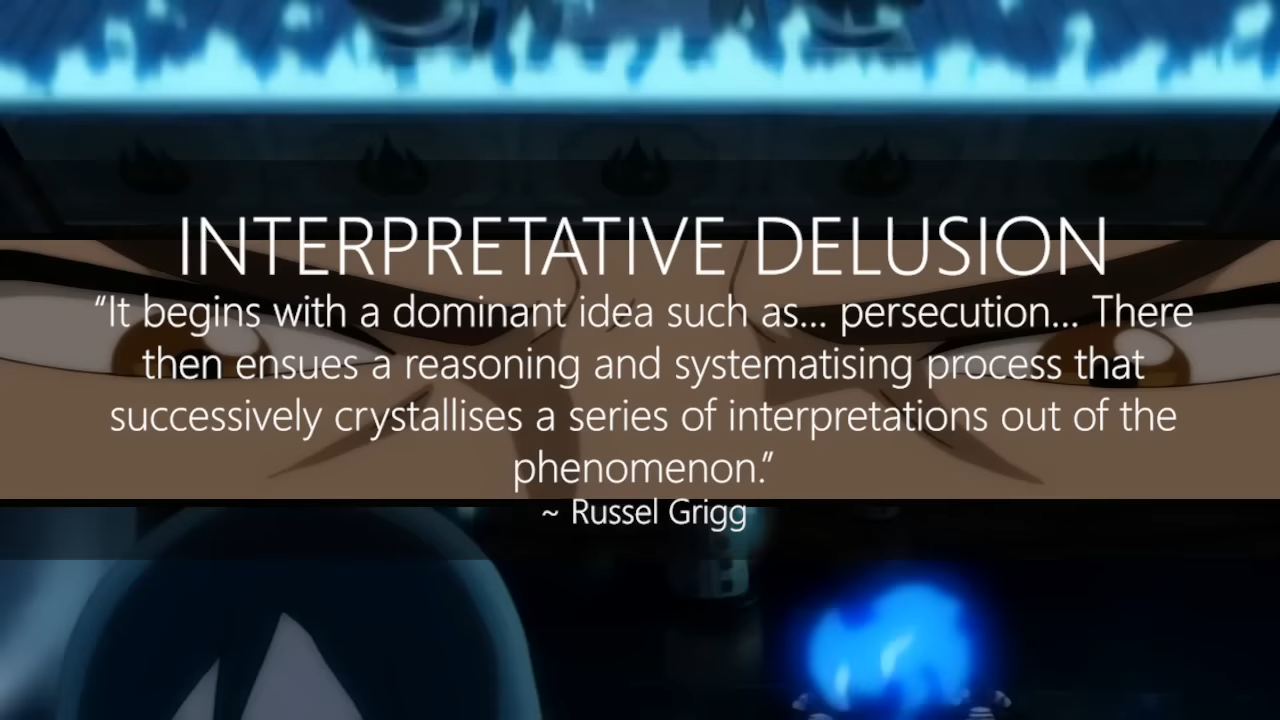 INTERPRETATIVE DELUSION
“It begins with a dominant idea such as... persecution... There
then ensues a reasoning and systematising process that
successively crystallises a series of interpretations out of the
phenomenon.”
~ Russel Grigg